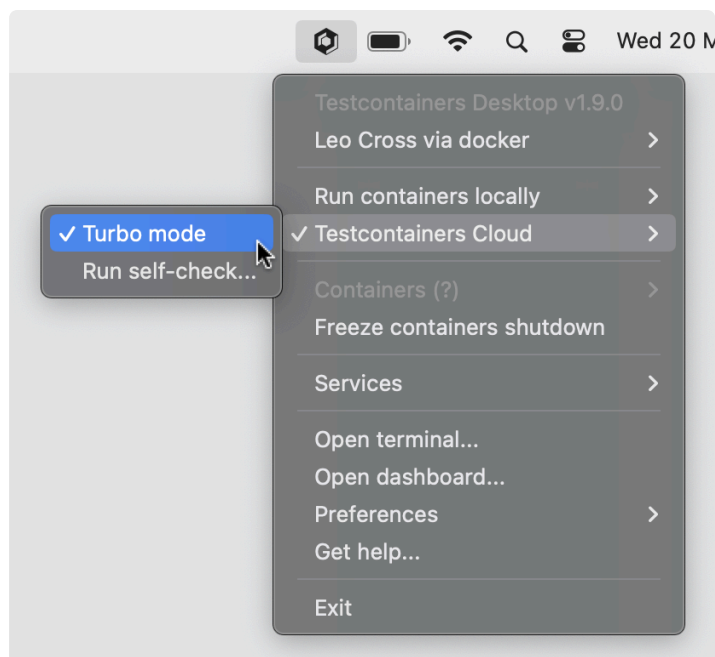 Wed 20
Testcontainers Desktop v1.9.0
Leo Cross via docker
Run containers locally
Testcontainers Cloud
Turbo mode
Run self-check...
Containers (?)
Freeze containers shutdown
Services
Open terminal...
Open dashboard...
Preferences
Get help...
Exit